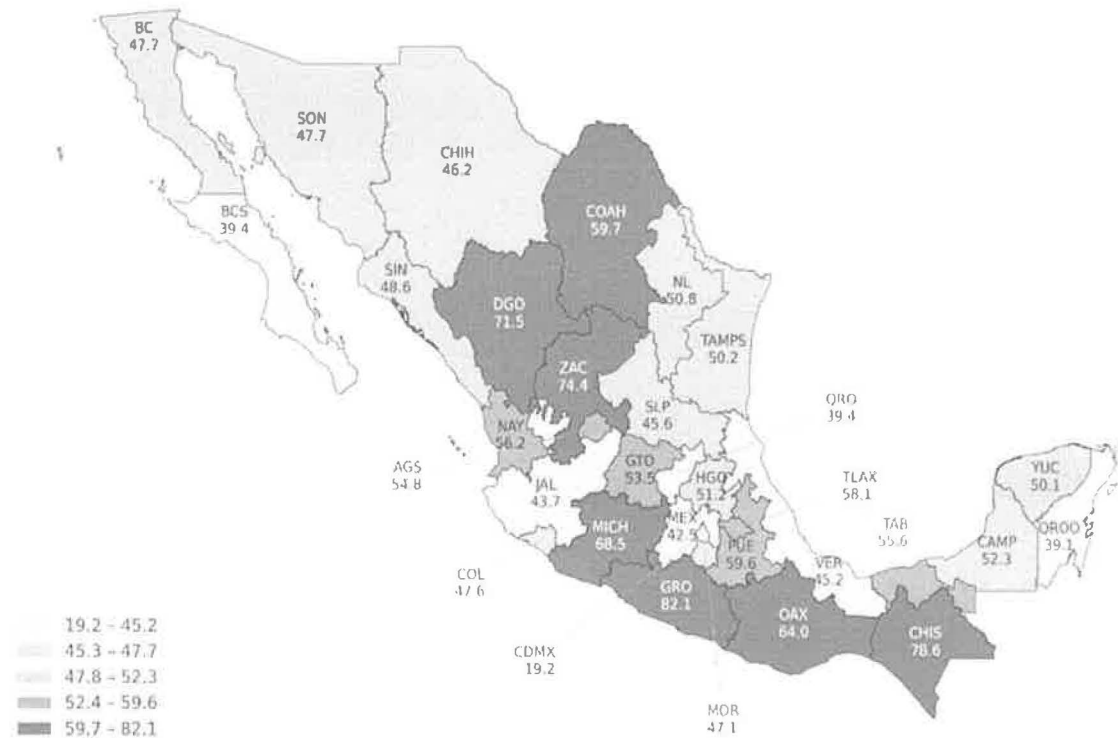 BC
47.7
SON
47.7
CHIH
46.2
COAH
59.7
BCS
39.4
SIN
48.6
NL
50.8
DGO
71.5
TAMPS
50.2
ZAC
74.4
SLP
45.6
QRO
39.4
NAY
56.2
AGS
54.8
GTO
53.5
HGO
51.2
TLAX
58.1
YUC
50.1
JAL
43.7
MEX
42.5
TAB
55.6
QROO
39.1
CAMP
52.3
MICH
68.5
PUE
59.6
VER
45.2
COL
47.6
GRO
82.1
OAX
64.0
CHIS
78.6
CDMX
19.2
MOR
47.1
19.2 – 45.2
45.3 – 47.7
47.8 – 52.3
52.4 – 59.6
59.7 – 82.1